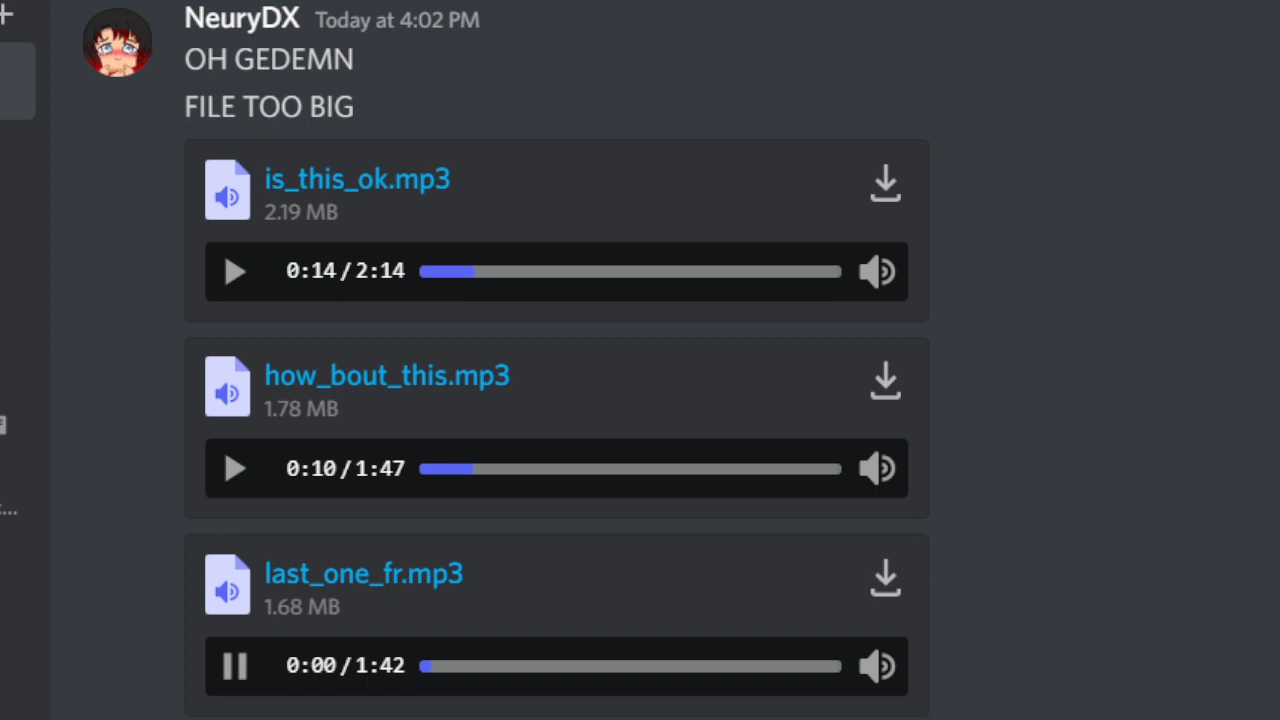 NeuryDX Today at 4:02 PM
OH GEDEMN
FILE TOO BIG
is_this_ok.mp3
2.19 MB
0:14/2:14
how_bout_this.mp3
1.78 MB
0:10/1:47
last_one_fr.mp3
1.68 MB
0:00/1:42